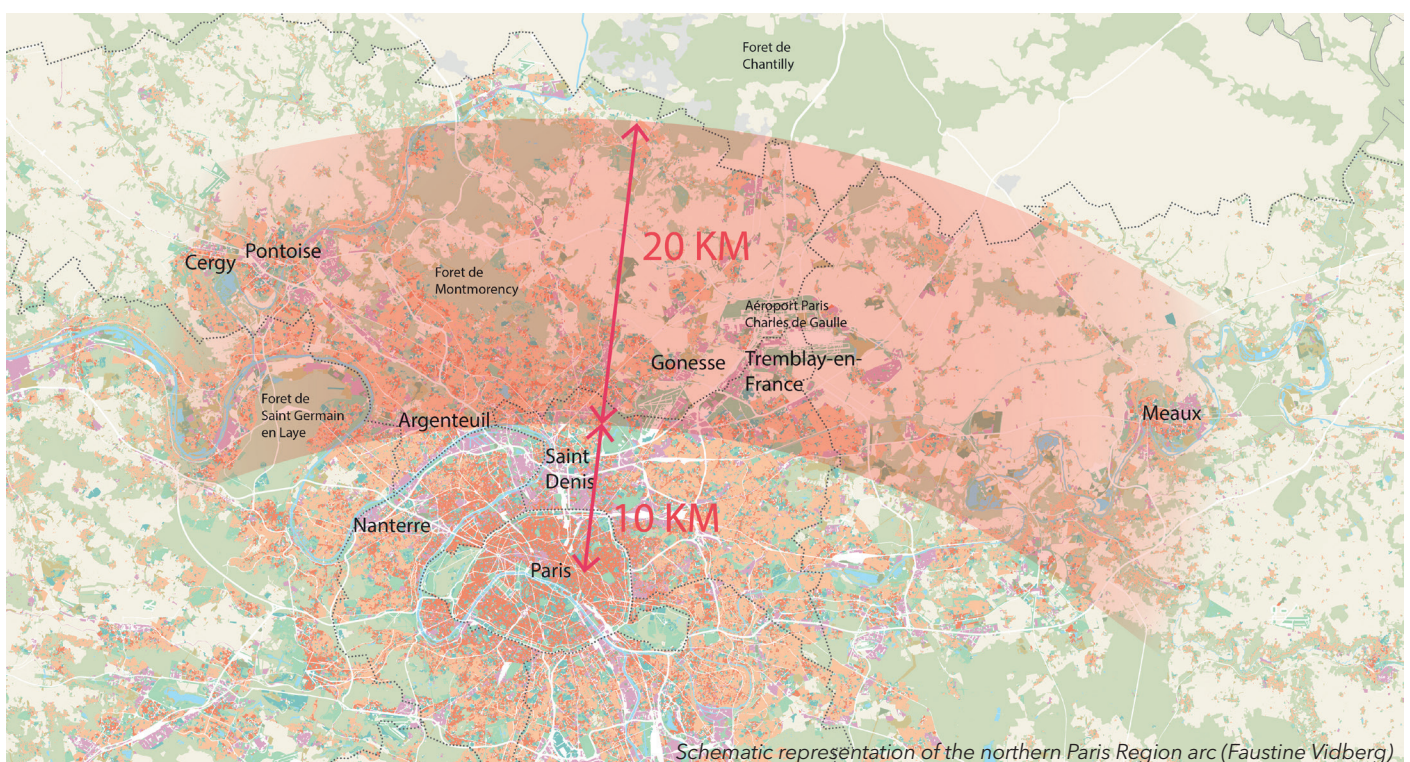 Foret de
Chantilly
20 KM
Pontoise
Cergy
Foret de
Montmorency
Aéroport Paris
Charles de Gaulle
Gonesse
Tremblay-en-
France
Foret de
Saint Germain
en Laye
Argenteuil
Meaux
Saint
Denis
Nanterre
10 KM
Paris
Schematic representation of the northern Paris Region arc (Faustine Vidberg)